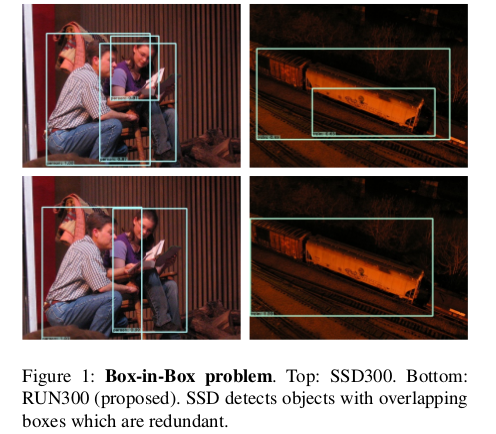 Figure 1: Box-in-Box problem. Top: SSD300. Bottom:
RUN300 (proposed). SSD detects objects with overlapping
boxes which are redundant.